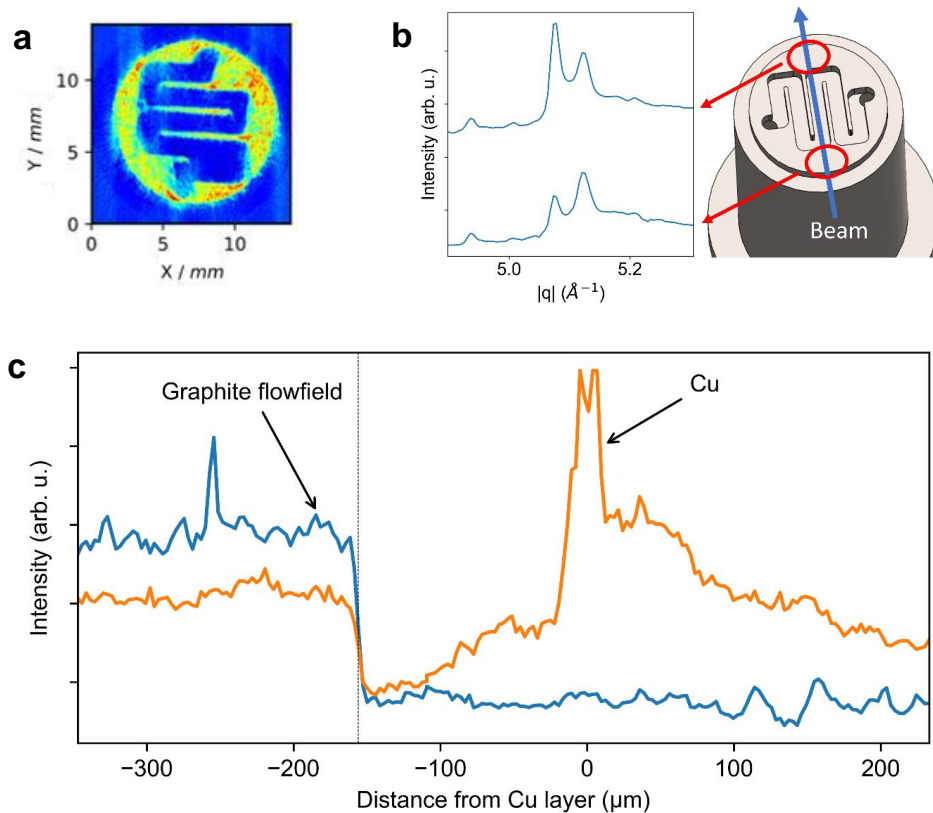 a
Y / mm
10
5
0
0
5
10
X / mm
b
Intensity (arb. u.)
5.0
5.2
|q| (Å⁻¹)
Beam
c
Intensity (arb. u.)
Graphite flowfield
Cu
−300
−200
−100
0
100
200
Distance from Cu layer (μm)